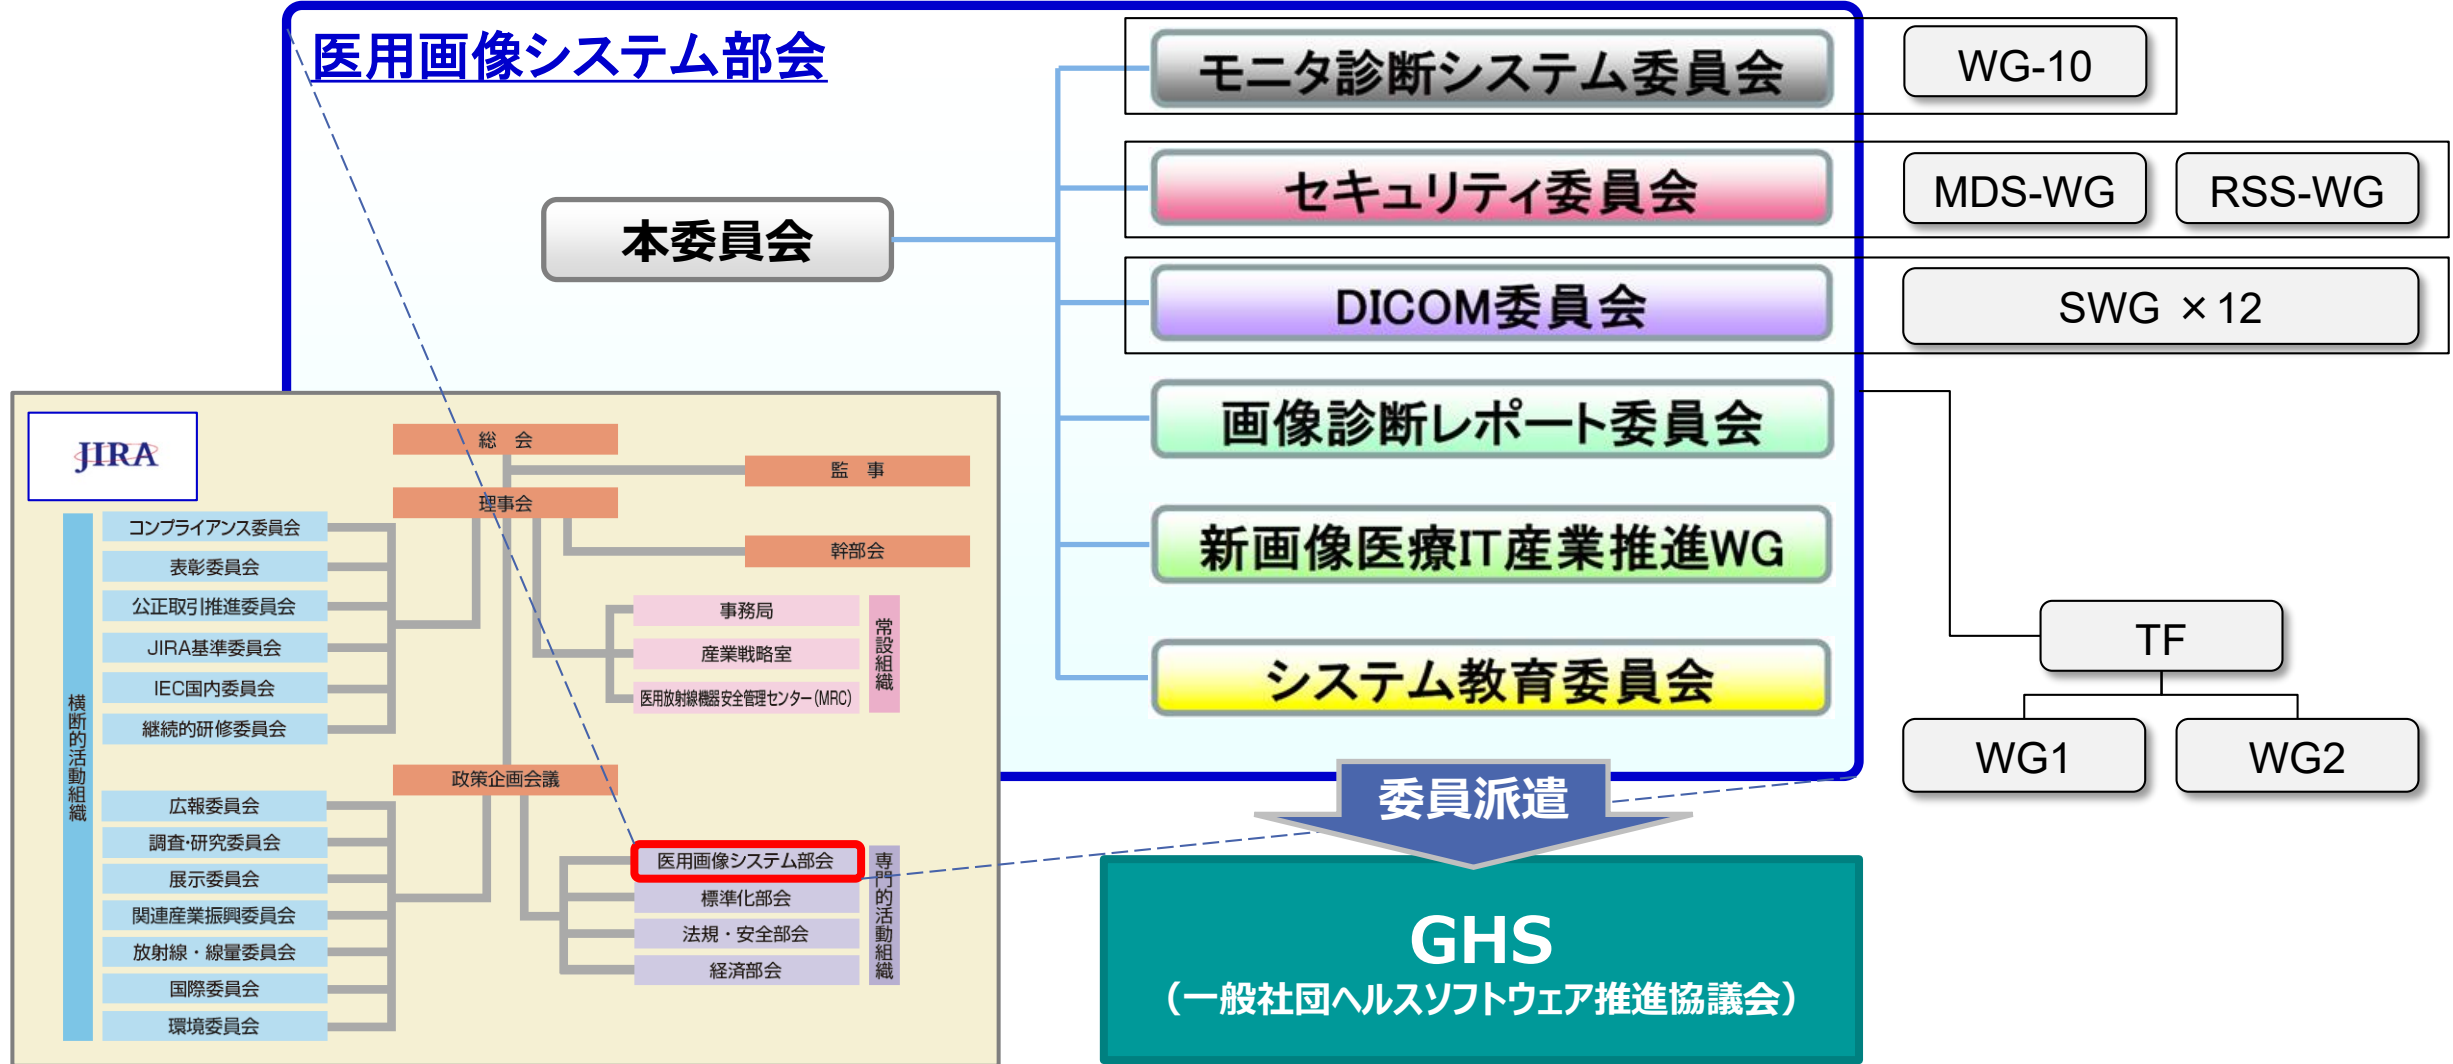 医用画像システム部会
本委員会
モニタ診断システム委員会
WG-10
セキュリティ委員会
MDS-WG
RSS-WG
DICOM委員会
SWG ×12
画像診断レポート委員会
新画像医療IT産業推進WG
システム教育委員会
TF
WG1
WG2
委員派遣
GHS
（一般社団ヘルスソフトウェア推進協議会）
JIRA
総　会
監　事
理事会
幹部会
横断的活動組織
コンプライアンス委員会
表彰委員会
公正取引推進委員会
JIRA基準委員会
IEC国内委員会
継続的研修委員会
事務局
産業戦略室
医用放射線機器安全管理センター（MRC）
常設組織
政策企画会議
広報委員会
調査・研究委員会
展示委員会
関連産業振興委員会
放射線・線量委員会
国際委員会
環境委員会
医用画像システム部会
標準化部会
法規・安全部会
経済部会
専門的活動組織